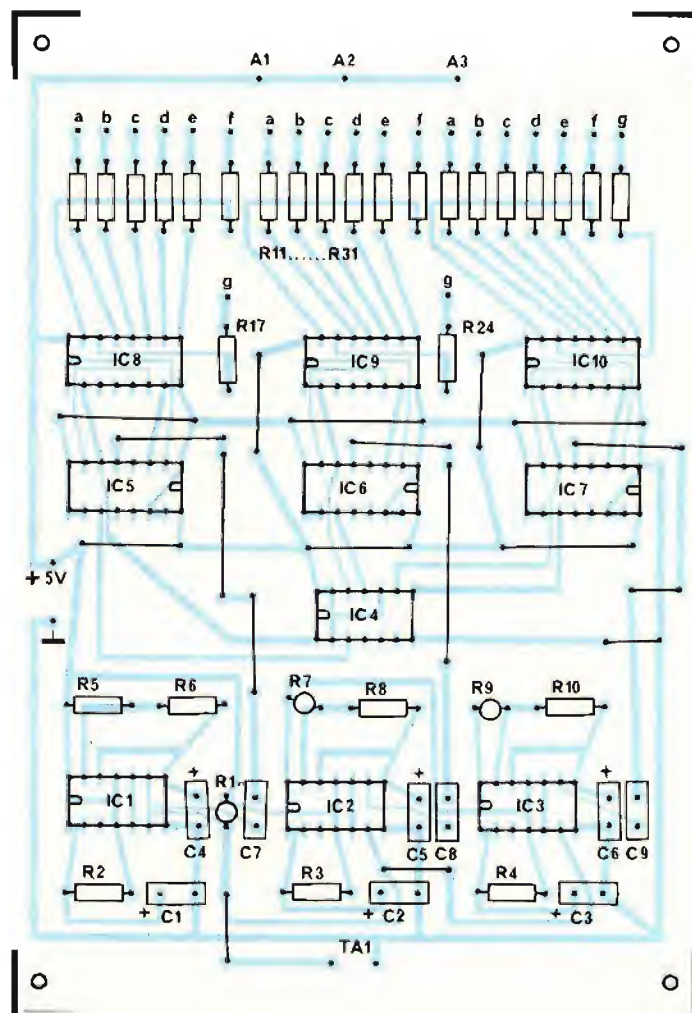 A1 A2 A3
a b c d e f a b c d e f a b c d e f g
R11......R31
g g
R17 R24
IC8 IC9 IC10
IC5 IC6 IC7
+ 5V
IC4
R5 R6 R7 R8 R9 R10
+ + +
IC1 R1 IC2 IC3
C4 C7 C5 C8 C6 C9
R2 R3 R4
+ C1 + C2 + C3
TA1